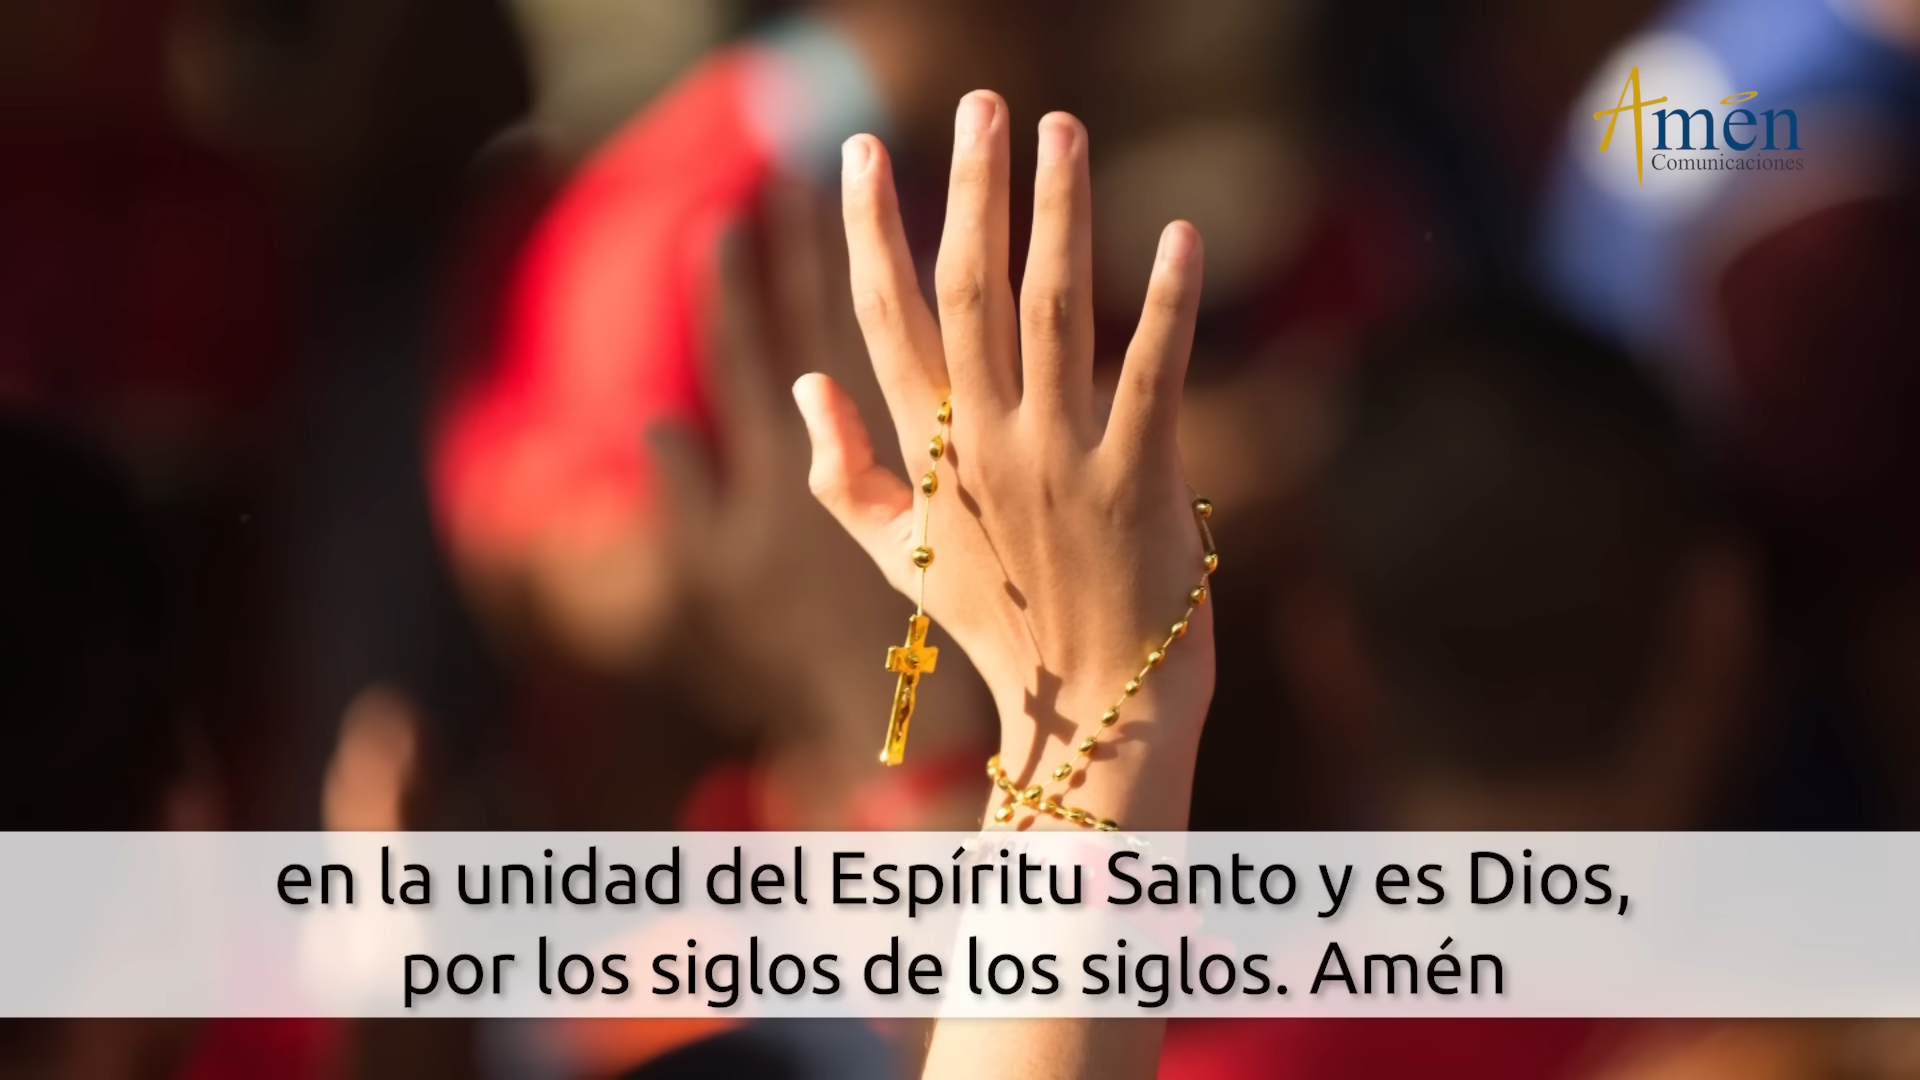 Amén
Comunicaciones
en la unidad del Espíritu Santo y es Dios,
por los siglos de los siglos. Amén